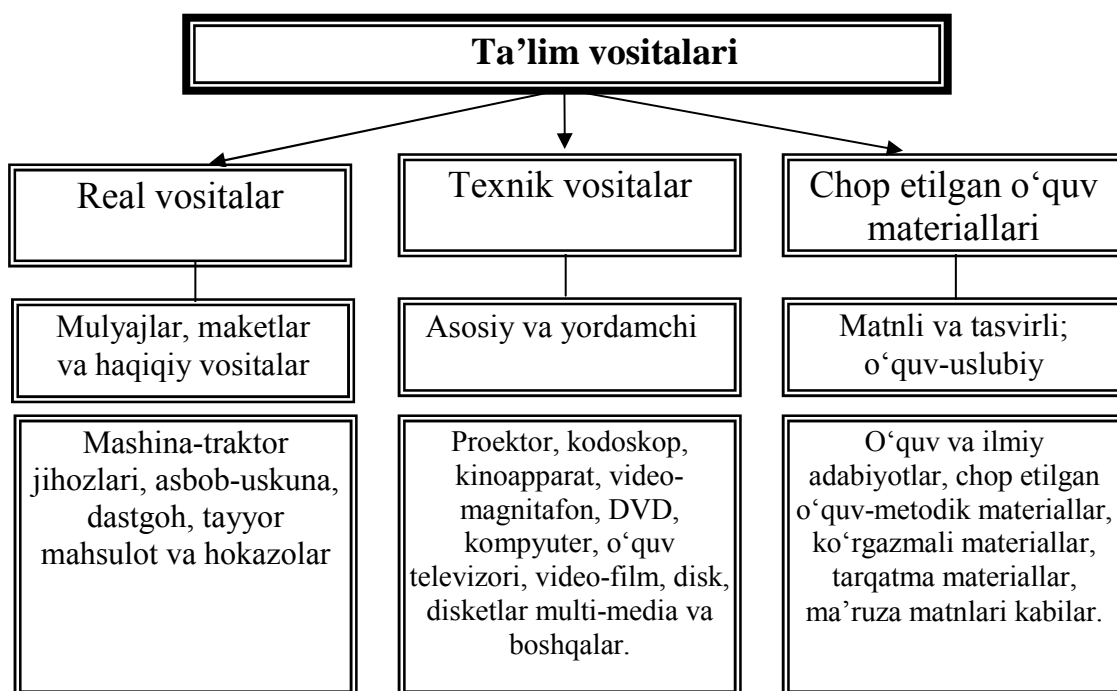 Ta’lim vositalari
Real vositalar
Texnik vositalar
Chop etilgan o‘quv
materiallari
Mulyajlar, maketlar
va haqiqiy vositalar
Asosiy va yordamchi
Matnli va tasvirli;
o‘quv-uslubiy
Mashina-traktor
jihozlari, asbob-uskuna,
dastgoh, tayyor
mahsulot va hokazolar
Proektor, kodoskop,
kinoapparat, video-
magnitafon, DVD,
kompyuter, o‘quv
televizori, video-film, disk,
disketlar multi-media va
boshqalar.
O‘quv va ilmiy
adabiyotlar, chop etilgan
o‘quv-metodik materiallar,
ko‘rgazmali materiallar,
tarqatma materiallar,
ma’ruza matnlari kabilar.